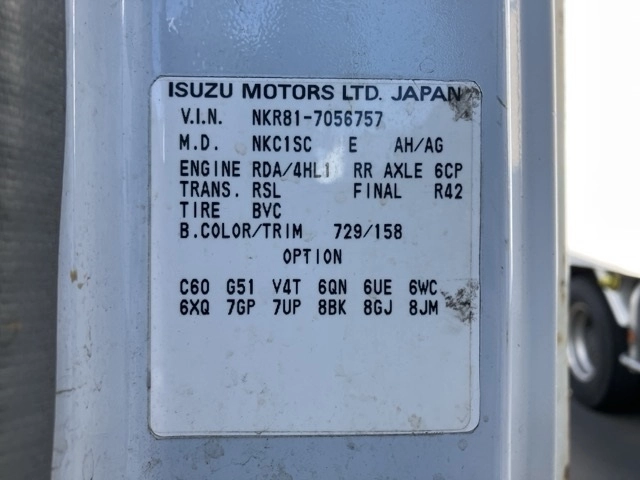 ISUZU MOTORS LTD. JAPAN
V.I.N. NKR81-7056757
M.D. NKC1SC E AH/AG
ENGINE RDA/4HL1 RR AXLE 6CP
TRANS. RSL FINAL R42
TIRE BVC
B.COLOR/TRIM 729/158
OPTION
C60 G51 V4T 6QN 6UE 6WC
6XQ 7GP 7UP 8BK 8GJ 8JM